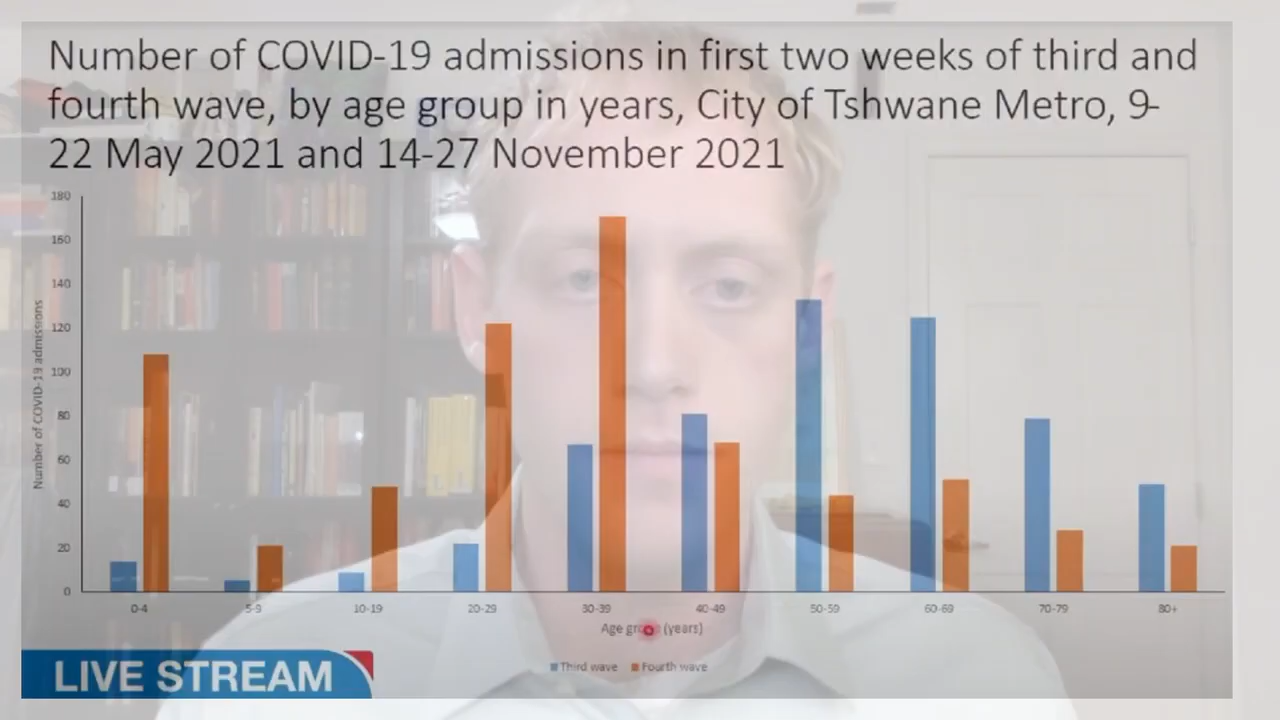 Number of COVID-19 admissions in first two weeks of third and
fourth wave, by age group in years, City of Tshwane Metro, 9-
22 May 2021 and 14-27 November 2021
180
160
140
120
100
80
60
40
20
0
Number of COVID-19 admissions
0-4 5-9 10-19 20-29 30-39 40-49 50-59 60-69 70-79 80+
Age group (years)
Third wave Fourth wave
LIVE STREAM